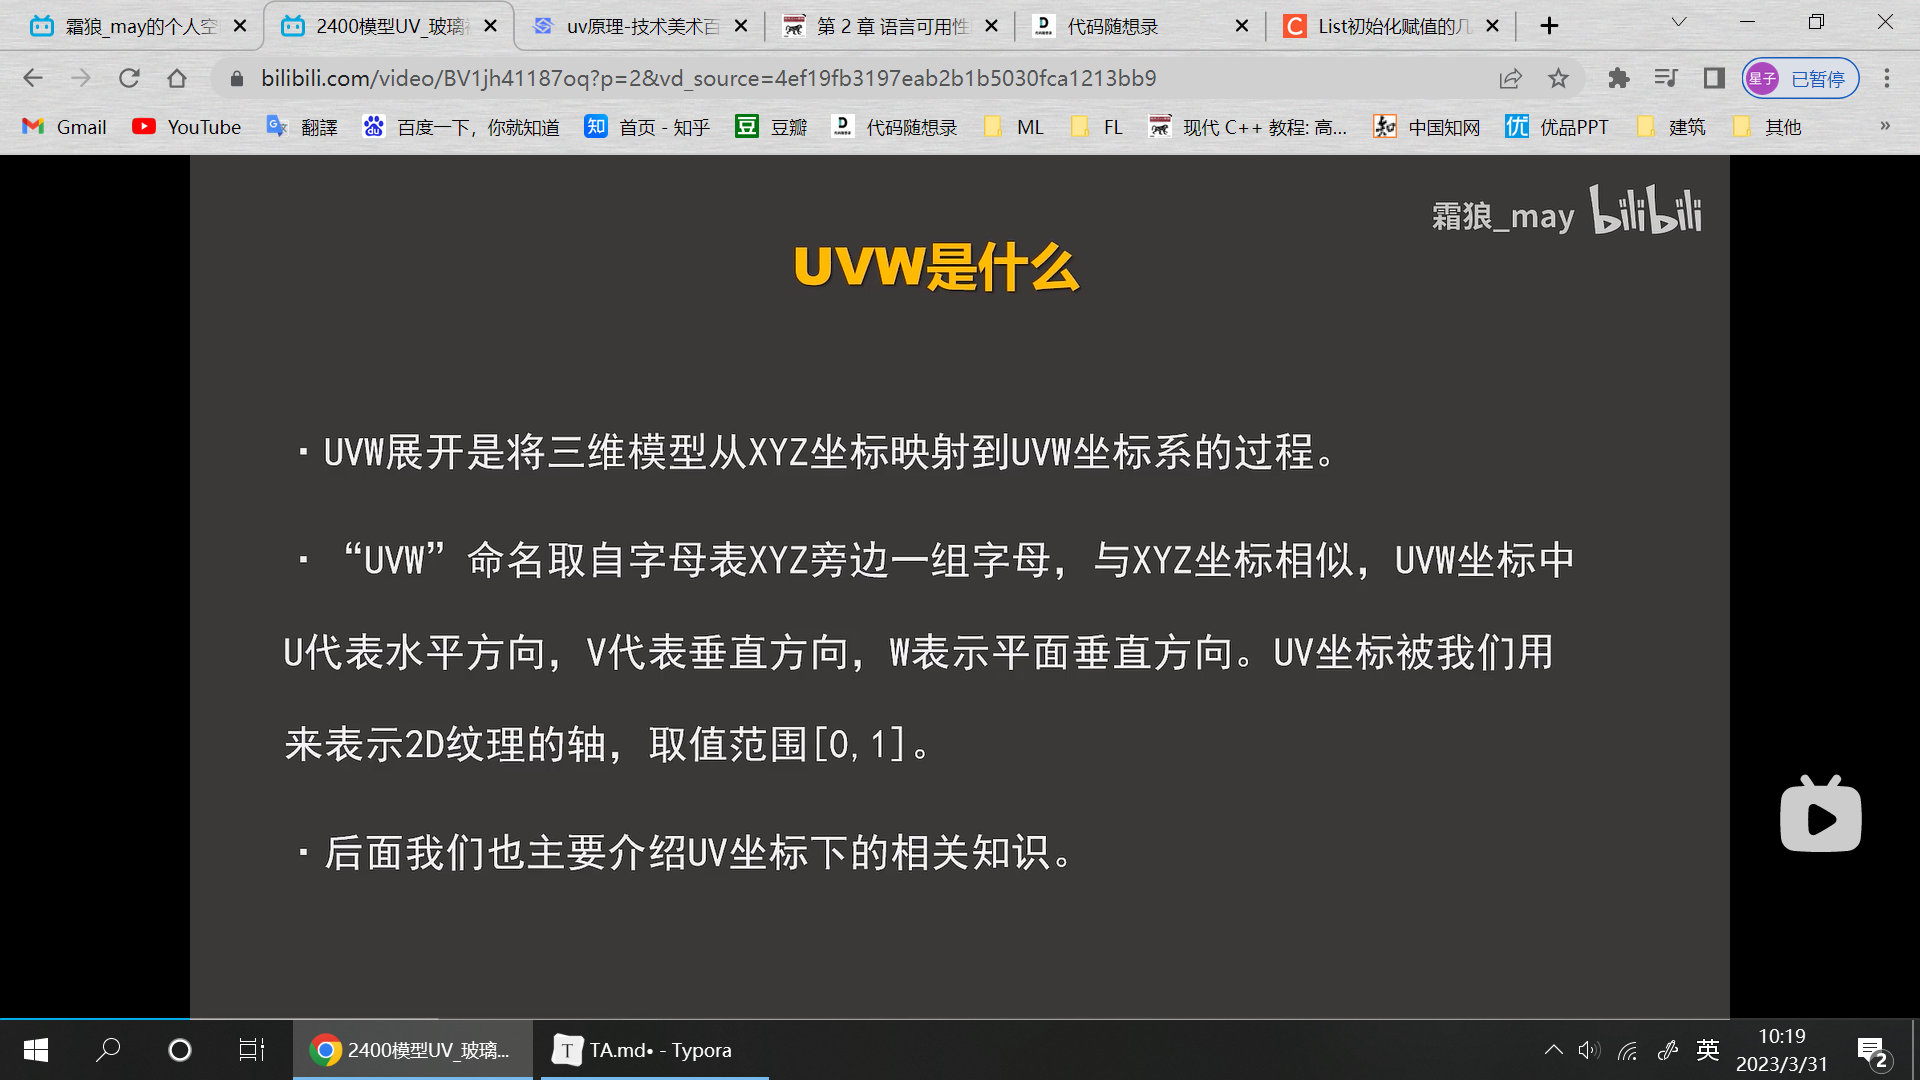 霜狼_may的个人空
2400模型UV_玻璃
uv原理-技术美术百
第 2 章 语言可用性
代码随想录
List初始化赋值的几
bilibili.com/video/BV1jh41187oq?p=2&vd_source=4ef19fb3197eab2b1b5030fca1213bb9
星子 已暂停
Gmail
YouTube
翻譯
百度一下，你就知道
首页 - 知乎
豆瓣
代码随想录
ML
FL
现代 C++ 教程: 高...
中国知网
优品PPT
建筑
其他
»
霜狼_may bilibili
UVW是什么
·UVW展开是将三维模型从XYZ坐标映射到UVW坐标系的过程。
·“UVW”命名取自字母表XYZ旁边一组字母，与XYZ坐标相似，UVW坐标中
U代表水平方向，V代表垂直方向，W表示平面垂直方向。UV坐标被我们用
来表示2D纹理的轴，取值范围[0,1]。
·后面我们也主要介绍UV坐标下的相关知识。
2400模型UV_玻璃...
TA.md• - Typora
英
10:19
2023/3/31
2